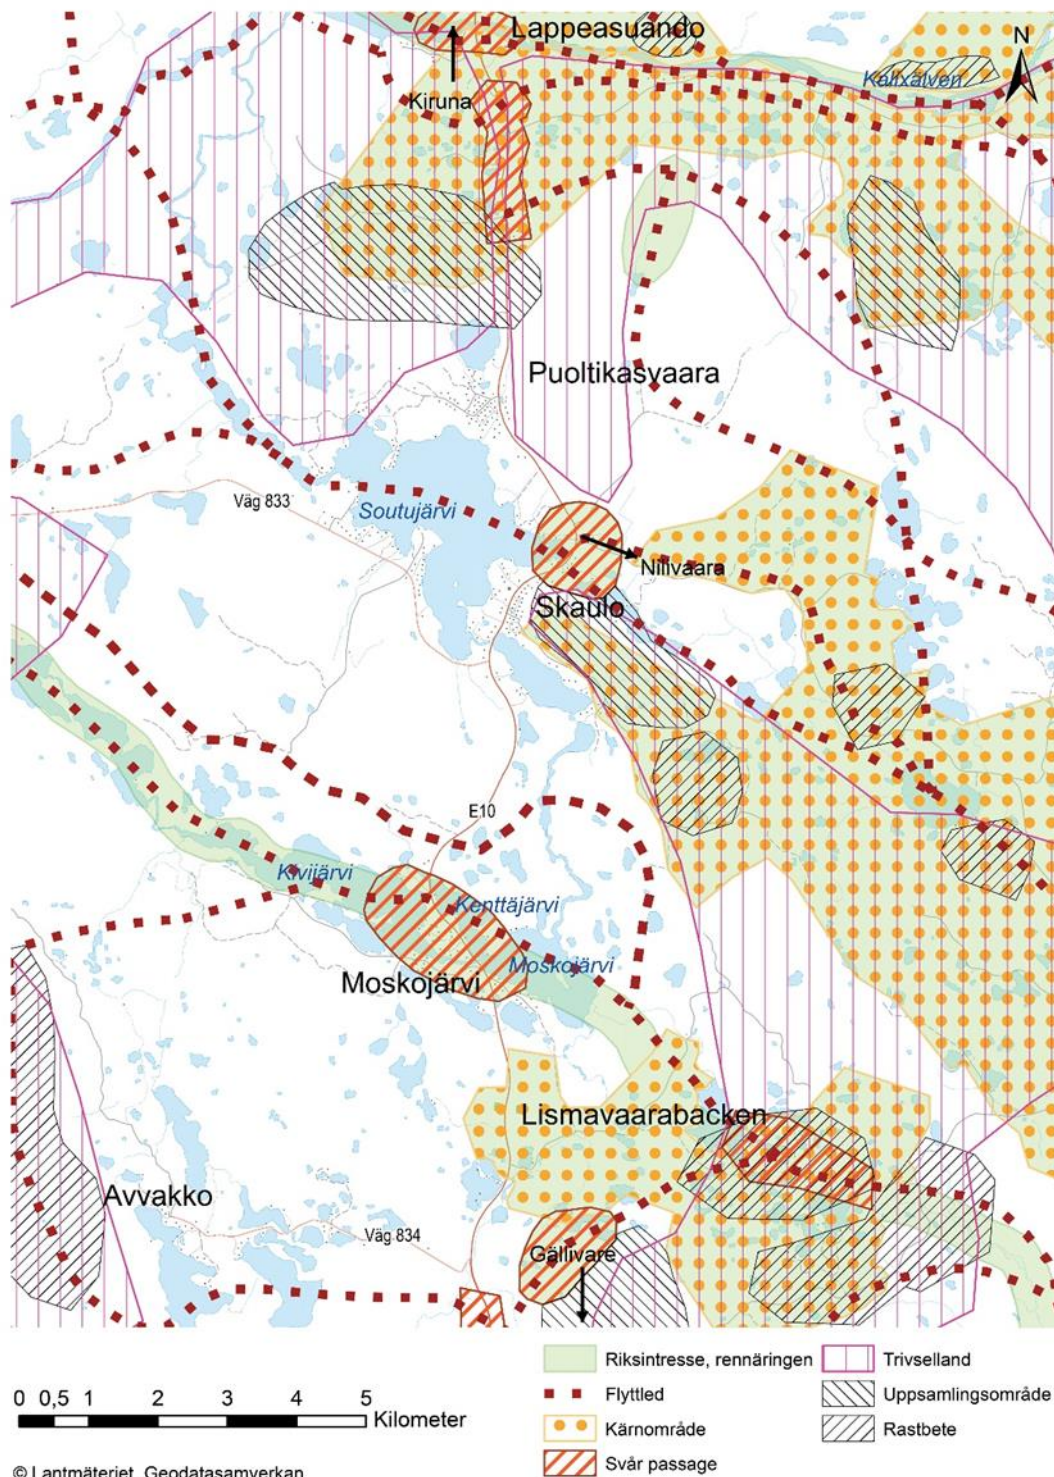 Lappeasuando
N
Kalixälven
Kiruna
Puoltikasvaara
Väg 833
Soutujärvi
Nilivaara
Skaulo
E10
Kivijärvi
Kenttäjärvi
Moskojärvi
Moskojärvi
Lismavaarabacken
Avvakko
Väg 834
Gällivare
Riksintresse, rennäringen
Trivselland
Flyttled
Uppsamlingsområde
0 0,5 1 2 3 4 5
Kilometer
Kärnområde
Rastbete
Svår passage
© Lantmäteriet, Geodatasamverkan